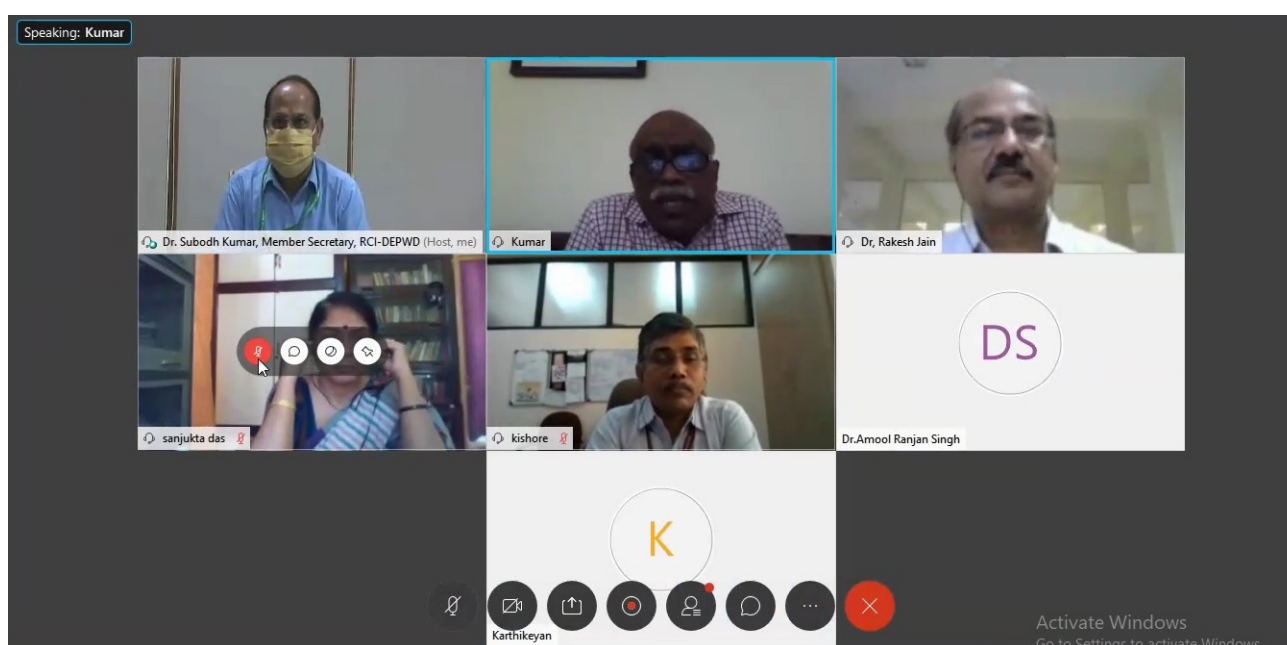 Speaking: Kumar
Dr. Subodh Kumar, Member Secretary, RCI-DEPWD (Host, me)
Kumar
Dr, Rakesh Jain
sanjukta das
kishore
DS
Dr.Amool Ranjan Singh
K
Karthikeyan
Activate Windows
Go to Settings to activate Windows.